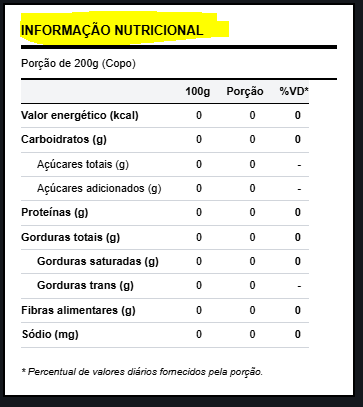 INFORMAÇÃO NUTRICIONAL
Porção de 200g (Copo)
100g Porção %VD*
Valor energético (kcal) 0 0 0
Carboidratos (g) 0 0 0
Açúcares totais (g) 0 0 -
Açúcares adicionados (g) 0 0 -
Proteínas (g) 0 0 0
Gorduras totais (g) 0 0 0
Gorduras saturadas (g) 0 0 0
Gorduras trans (g) 0 0 -
Fibras alimentares (g) 0 0 0
Sódio (mg) 0 0 0
* Percentual de valores diários fornecidos pela porção.